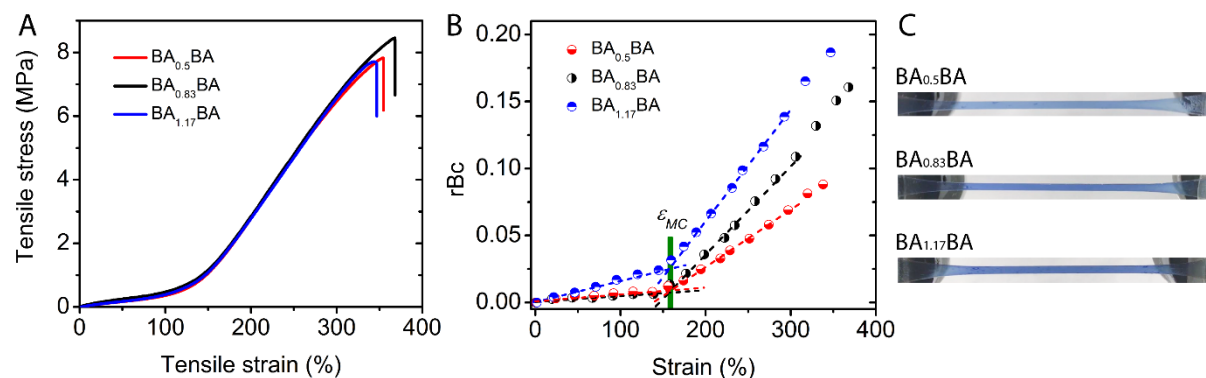 A
Tensile stress (MPa)
8
6
4
2
0
BA0.5BA
BA0.83BA
BA1.17BA
0 100 200 300 400
Tensile strain (%)
B
rBc
0.20
0.15
0.10
0.05
0.00
BA0.5BA
BA0.83BA
BA1.17BA
εMC
0 100 200 300 400
Strain (%)
C
BA0.5BA
BA0.83BA
BA1.17BA